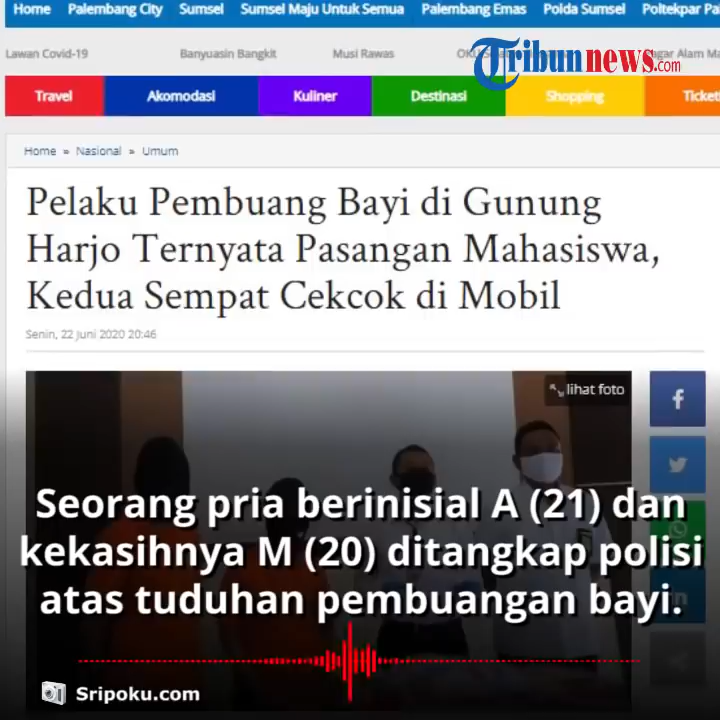 Home Palembang City Sumsel Sumsel Maju Untuk Semua Palembang Emas Polda Sumsel Poltekpar
Tribunnews.com
Lawan Covid-19 Banyuasin Bangkit Musi Rawas
Travel Akomodasi Kuliner Destinasi Shopping
Home » Nasional » Umum
Pelaku Pembuang Bayi di Gunung
Harjo Ternyata Pasangan Mahasiswa,
Kedua Sempat Cekcok di Mobil
Senin, 22 Juni 2020 20:46
lihat foto
Seorang pria berinisial A (21) dan
kekasihnya M (20) ditangkap polisi
atas tuduhan pembuangan bayi.
Sripoku.com